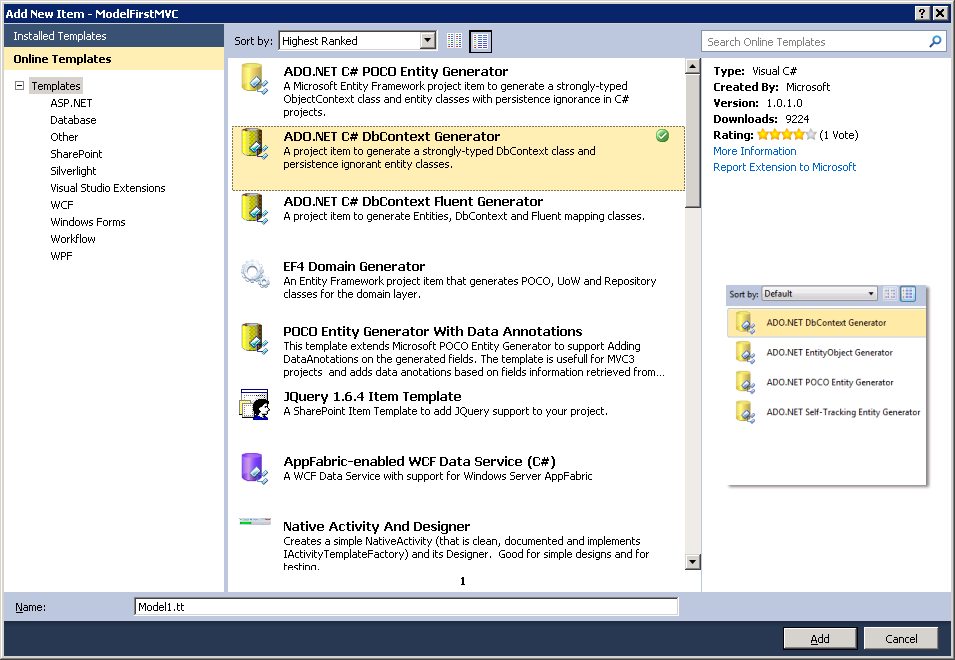 Add New Item - ModelFirstMVC
Installed Templates
Online Templates
Templates
ASP.NET
Database
Other
SharePoint
Silverlight
Visual Studio Extensions
WCF
Windows Forms
Workflow
WPF
Sort by: Highest Ranked
ADO.NET C# POCO Entity Generator
A Microsoft Entity Framework project item to generate a strongly-typed
ObjectContext class and entity classes with persistence ignorance in C#
projects.
ADO.NET C# DbContext Generator
A project item to generate a strongly-typed DbContext class and
persistence ignorant entity classes.
ADO.NET C# DbContext Fluent Generator
A project item to generate Entities, DbContext and Fluent mapping classes.
EF4 Domain Generator
An Entity Framework project item that generates POCO, UoW and Repository
classes for the domain layer.
POCO Entity Generator With Data Annotations
This template extends Microsoft POCO Entity Generator to support Adding
DataAnotations on the generated fields. The template is usefull for MVC3
projects  and adds data anotations based on fields information retrieved from...
JQuery 1.6.4 Item Template
A SharePoint Item Template to add JQuery support to your project.
AppFabric-enabled WCF Data Service (C#)
A WCF Data Service with support for Windows Server AppFabric
Native Activity And Designer
Creates a simple NativeActivity (that is clean, documented and implements
IActivityTemplateFactory) and its Designer.  Good for simple designs and for
testing.
1
Search Online Templates
Type: Visual C#
Created By: Microsoft
Version: 1.0.1.0
Downloads: 9224
Rating: (1 Vote)
More Information
Report Extension to Microsoft
Sort by: Default
ADO.NET DbContext Generator
ADO.NET EntityObject Generator
ADO.NET POCO Entity Generator
ADO.NET Self-Tracking Entity Generator
Name: Model1.tt
Add
Cancel